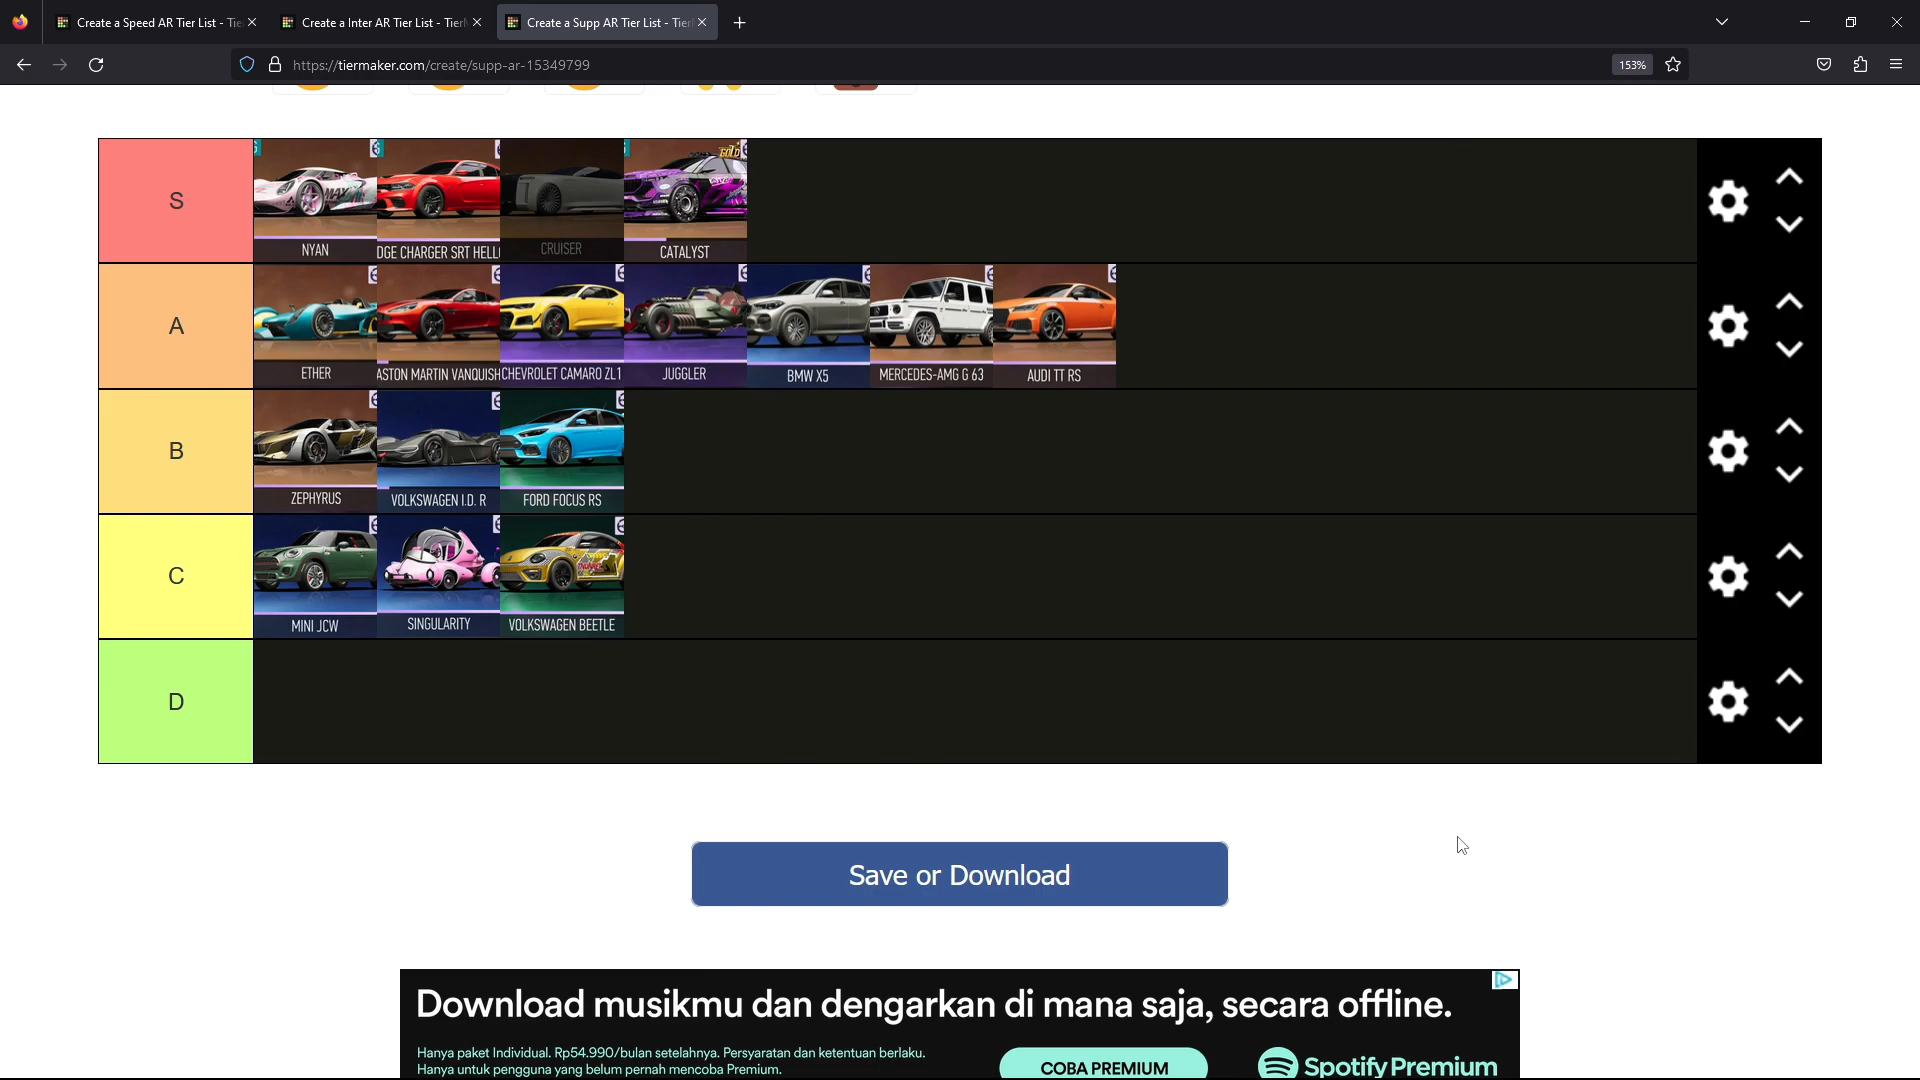 Create a Speed AR Tier List - Tie
Create a Inter AR Tier List - Tier
Create a Supp AR Tier List - Tier
https://tiermaker.com/create/supp-ar-15349799
153%
S
NYAN
DGE CHARGER SRT HELL
CRUISER
GOLD
CATALYST
A
ETHER
ASTON MARTIN VANQUISH
CHEVROLET CAMARO ZL1
JUGGLER
BMW X5
MERCEDES-AMG G 63
AUDI TT RS
B
ZEPHYRUS
VOLKSWAGEN I.D. R
FORD FOCUS RS
C
MINI JCW
SINGULARITY
VOLKSWAGEN BEETLE
D
Save or Download
Download musikmu dan dengarkan di mana saja, secara offline.
Hanya paket Individual. Rp54.990/bulan setelahnya. Persyaratan dan ketentuan berlaku.
Hanya untuk pengguna yang belum pernah mencoba Premium.
COBA PREMIUM
Spotify Premium